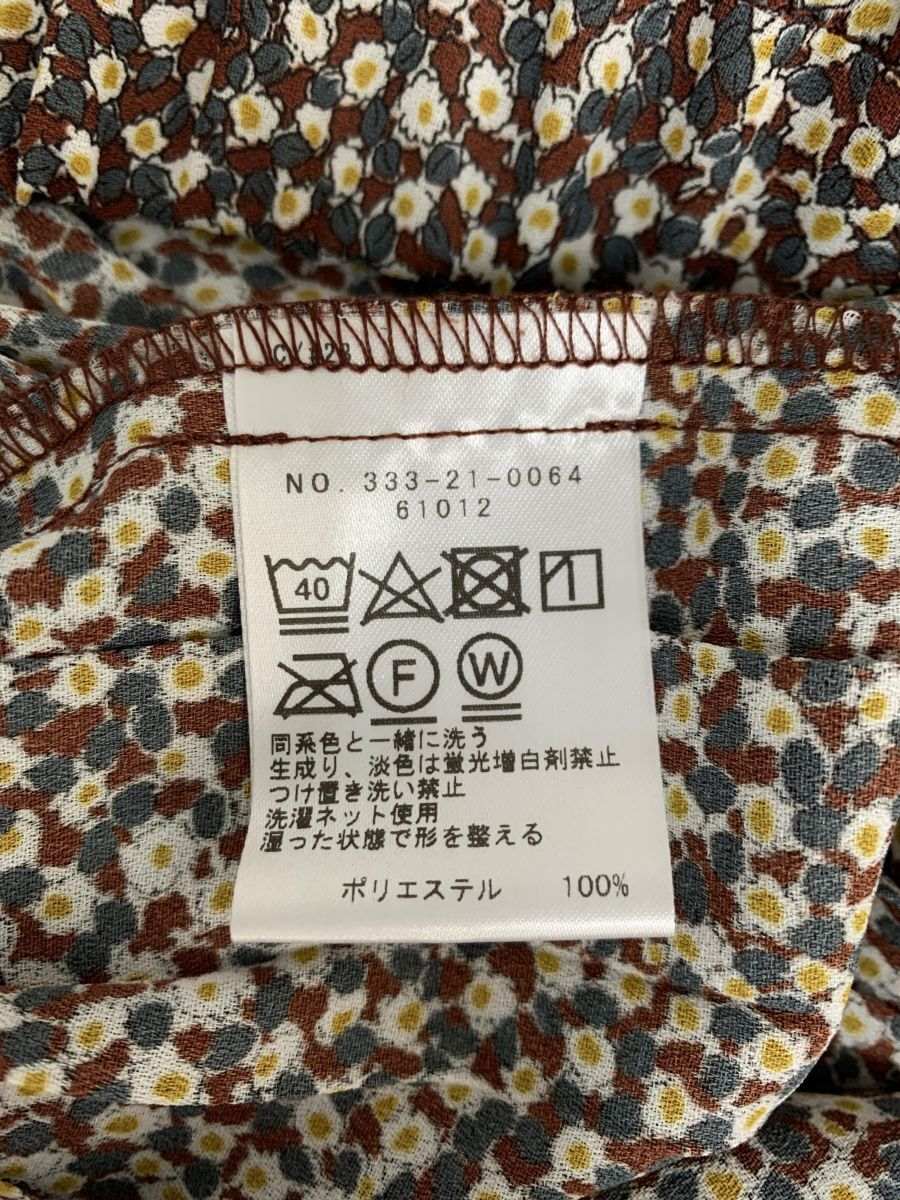 NO. 333-21-0064
61012
40
F W
同系色と一緒に洗う
生成り、淡色は蛍光増白剤禁止
つけ置き洗い禁止
洗濯ネット使用
湿った状態で形を整える
ポリエステル 100%